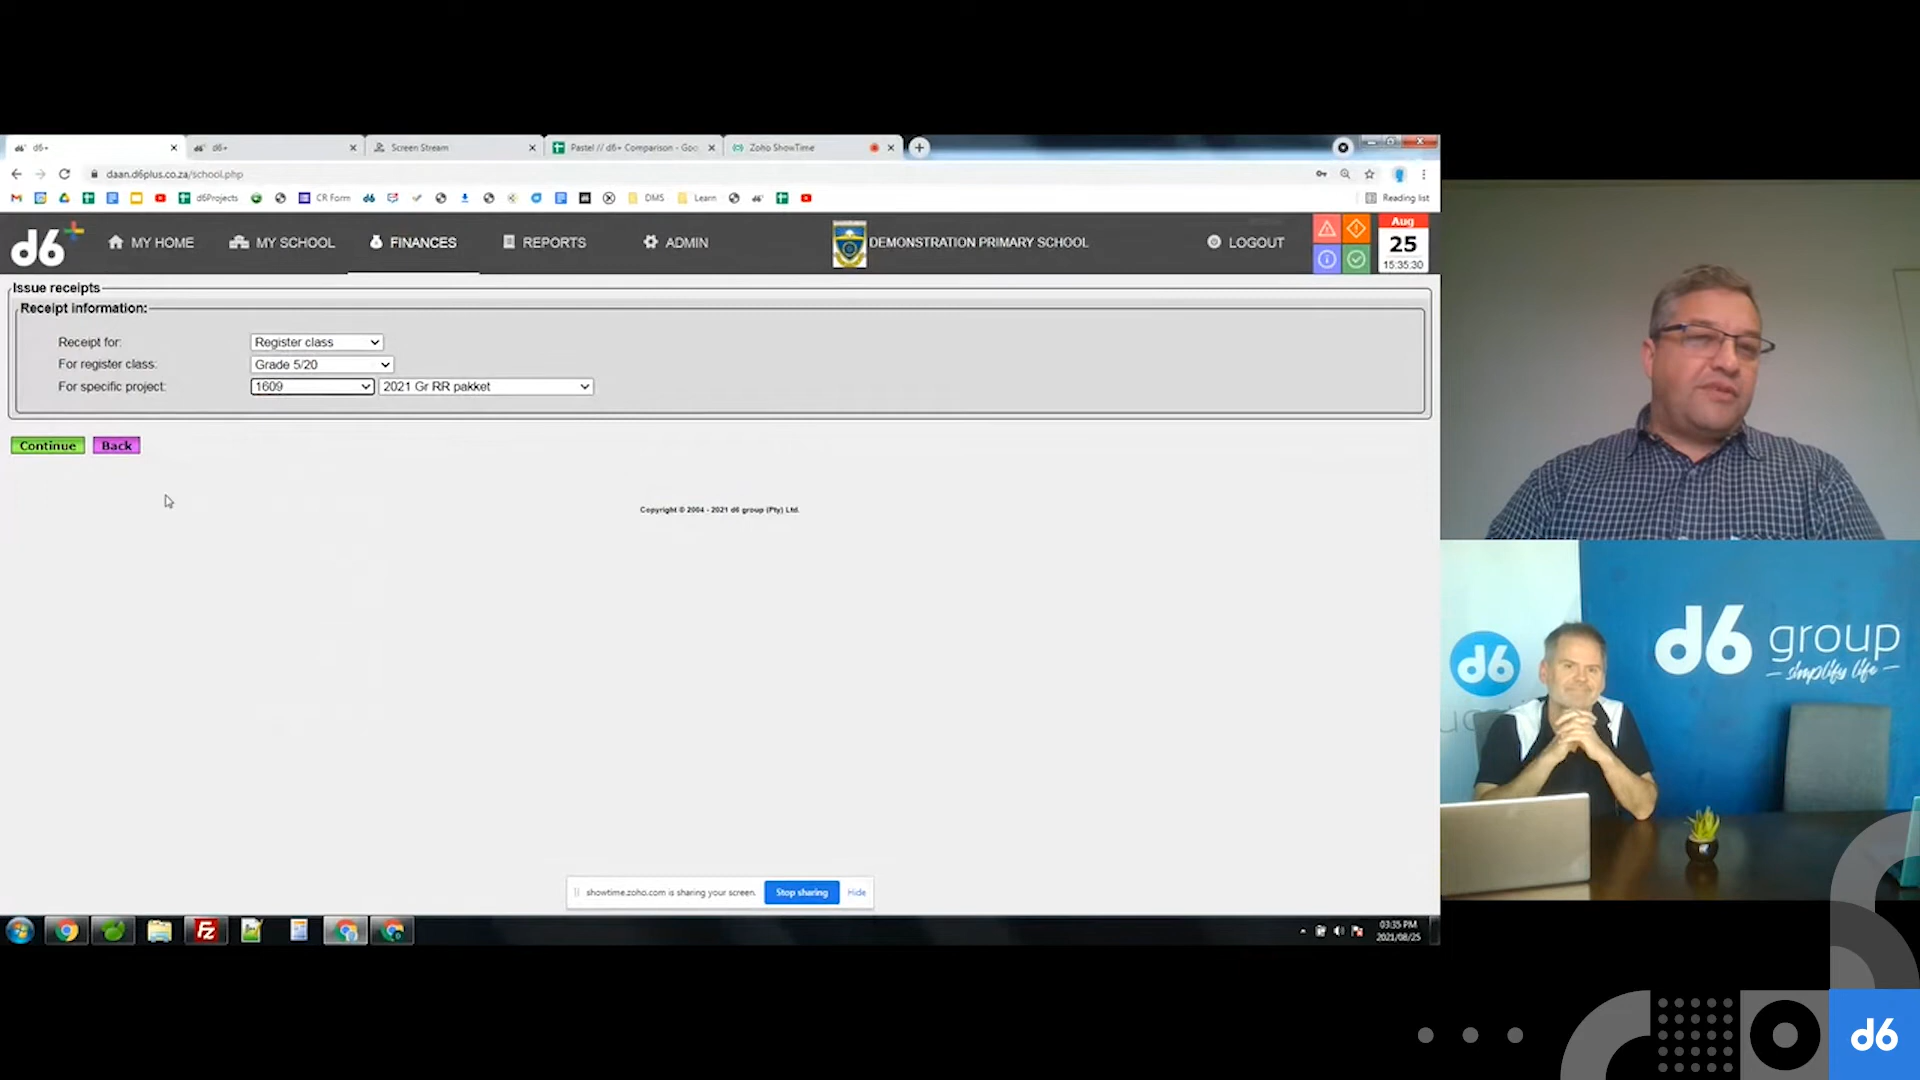 d6+
d6+
Screen Stream
Pastel // d6+ Comparison - Goo
Zoho ShowTime
daan.d6plus.co.za/school.php
d6Projects
CR Form
DMS
Learn
Reading list
d6
MY HOME
MY SCHOOL
FINANCES
REPORTS
ADMIN
DEMONSTRATION PRIMARY SCHOOL
LOGOUT
Aug
25
15:35:30
Issue receipts
Receipt information:
Receipt for:
Register class
For register class:
Grade 5/20
For specific project:
1609
2021 Gr RR pakket
Continue
Back
Copyright © 2004 - 2021 d6 group (Pty) Ltd.
showtime.zoho.com is sharing your screen.
Stop sharing
Hide
03:35 PM
2021/08/25
d6
d6 group
— simplify life —
d6